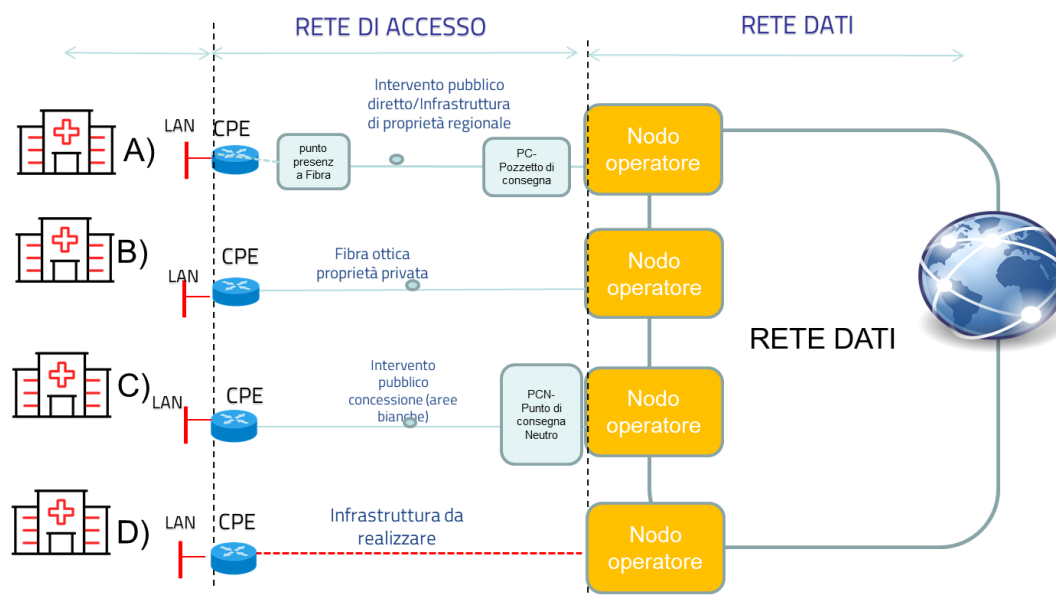 RETE DI ACCESSO
RETE DATI
Intervento pubblico
diretto/Infrastruttura
di proprietà regionale
LAN
CPE
A)
punto
presenz
a Fibra
PC-
Pozzetto di
consegna
Nodo
operatore
B)
LAN
CPE
Fibra ottica
proprietà privata
Nodo
operatore
RETE DATI
C)
LAN
CPE
Intervento
pubblico
concessione (aree
bianche)
PCN-
Punto di
consegna
Neutro
Nodo
operatore
D)
LAN
CPE
Infrastruttura da
realizzare
Nodo
operatore